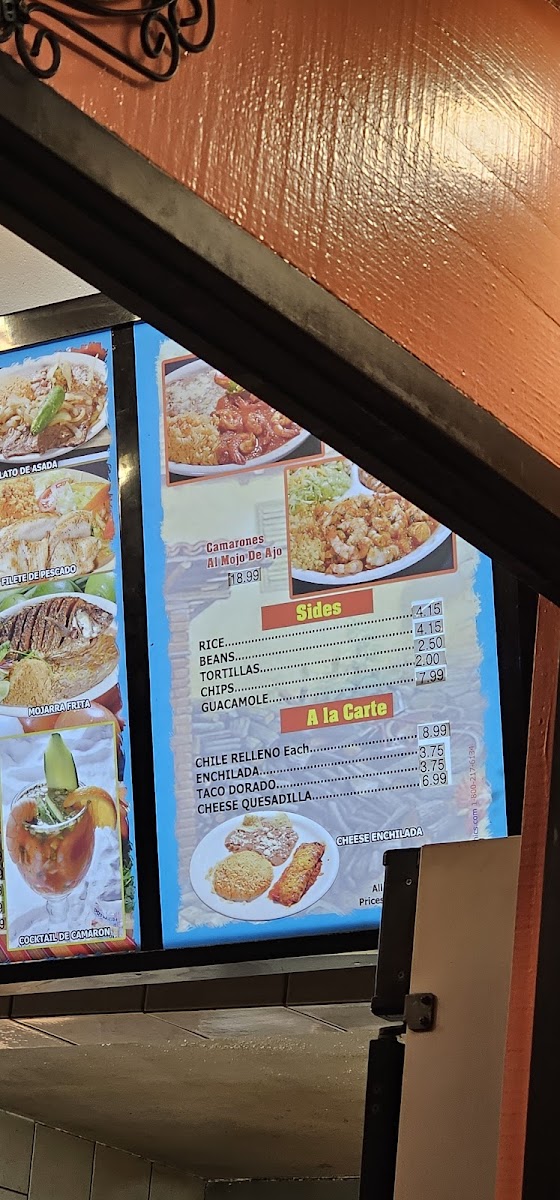 LATO DE ASADA
FILETE DE PESCADO
MOJARRA FRITA
COCKTAIL DE CAMARON
Camarones
Al Mojo De Ajo
18.99
Sides
RICE 4.15
BEANS 4.15
TORTILLAS 2.50
CHIPS 2.00
GUACAMOLE 7.99
A la Carte
CHILE RELLENO Each 8.99
ENCHILADA 3.75
TACO DORADO 3.75
CHEESE QUESADILLA 6.99
CHEESE ENCHILADA
All
Prices